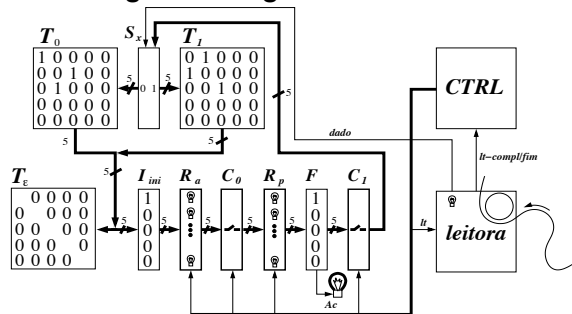 T0
Sx
T1
1 0 0 0 0
0 0 0 1 0
0 1 0 0 0
0 0 0 0 0
0 0 0 0 0
5
0 1
5
0 1 0 0 0
0 0 0 0 0
0 0 1 0 0
0 0 0 0 0
0 0 0 0 0
5
CTRL
5
5
dado
lt-compl/fim
5
Tε
Iini
Ra
C0
Rp
F
C1
0 0 0 0
0 0 0 0
0 0 0 0
0 0 0 0
0 0 0 0
5
1
0
0
0
0
5
5
5
5
1
0
0
0
0
5
lt
leitora
Ac